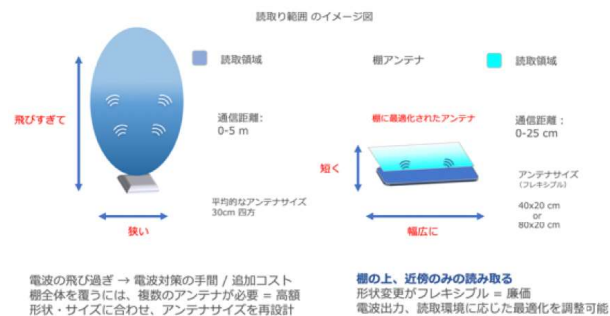 読取り範囲 のイメージ図
読取領域
飛びすぎて
通信距離：
0-5 m
平均的なアンテナサイズ
30cm 四方
狭い
電波の飛び過ぎ → 電波対策の手間 / 追加コスト
棚全体を覆うには、複数のアンテナが必要 = 高額
形状・サイズに合わせ、アンテナサイズを再設計
棚アンテナ
読取領域
棚に最適化されたアンテナ
通信距離：
0-25 cm
短く
アンテナサイズ
（フレキシブル）
40x20 cm
or
80x20 cm
幅広に
棚の上、近傍のみの読み取る
形状変更がフレキシブル = 廉価
電波出力、読取環境に応じた最適化を調整可能